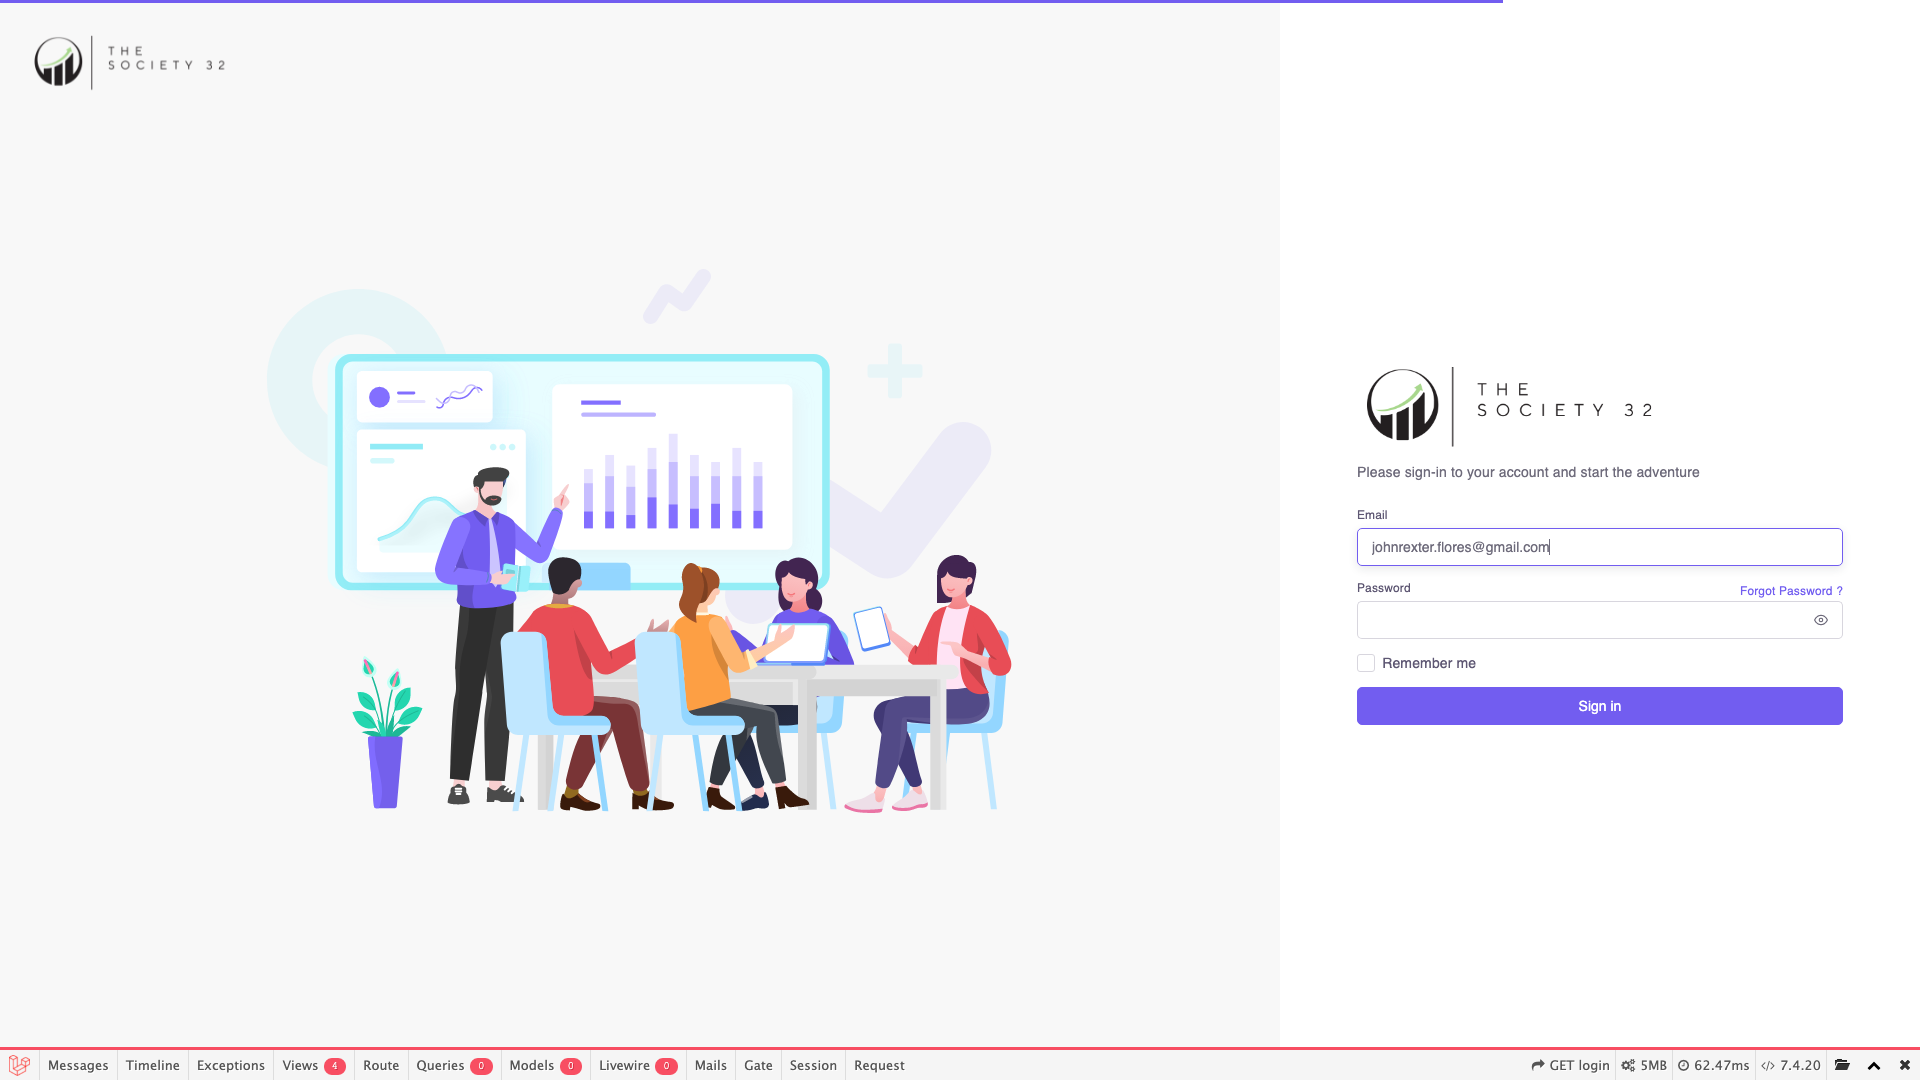 THE
SOCIETY 32
THE
SOCIETY 32
Please sign-in to your account and start the adventure
Email
johnrexter.flores@gmail.com
Password
Forgot Password ?
Remember me
Sign in
Messages Timeline Exceptions Views 4 Route Queries 0 Models 0 Livewire 0 Mails Gate Session Request GET login 5MB 62.47ms 7.4.20